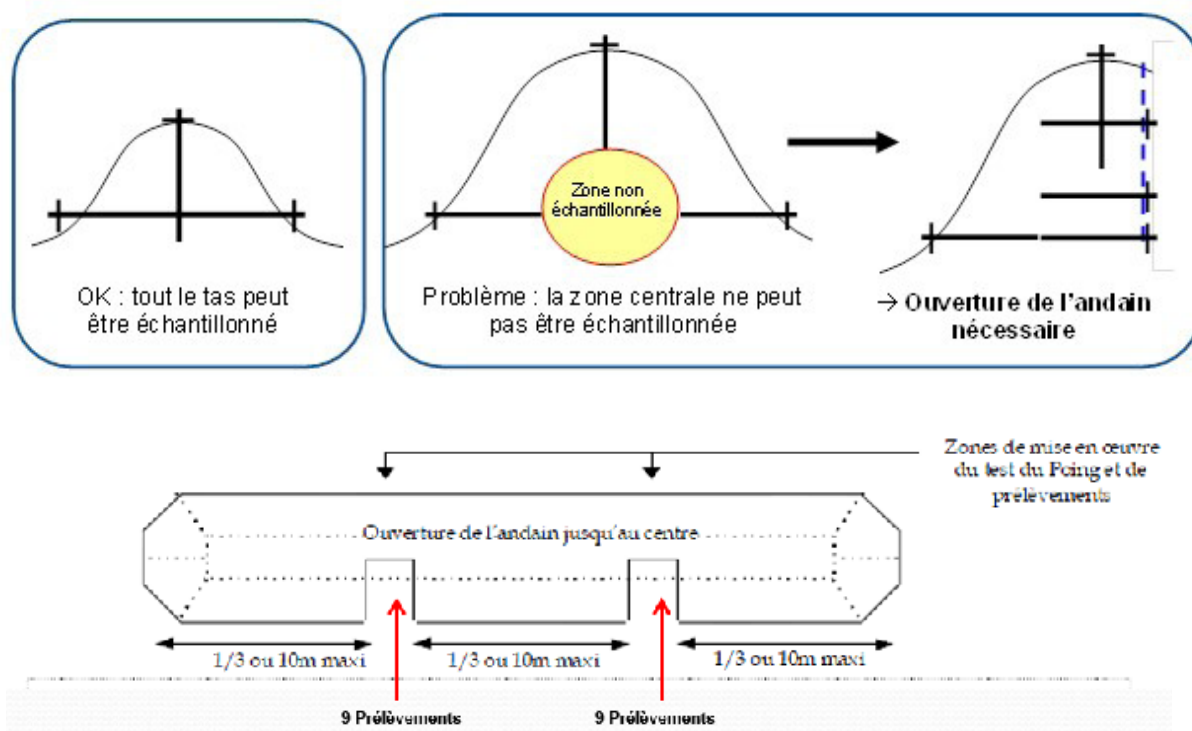 OK : tout le tas peut
être échantillonné
Zone non
échantillonnée
Problème : la zone centrale ne peut
pas être échantillonnée
→ Ouverture de l'andain
nécessaire
Zones de mise en œuvre
du test du Poing et de
prélèvements
Ouverture de l'andain jusqu'au centre
1/3 ou 10m maxi
1/3 ou 10m maxi
1/3 ou 10m maxi
9 Prélèvements
9 Prélèvements